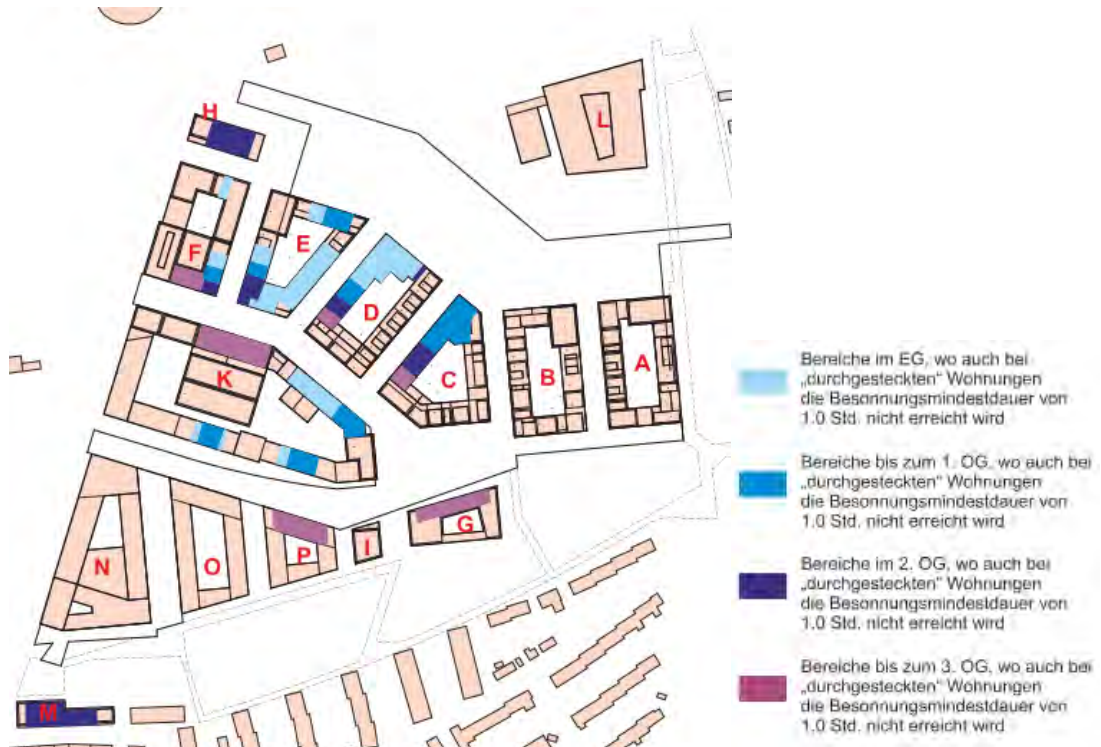 H
L
F
E
D
C
B
A
K
N
O
P
I
G
M
Bereiche im EG, wo auch bei
„durchgesteckten“ Wohnungen
die Besonnungsmindestdauer von
1.0 Std. nicht erreicht wird
Bereiche bis zum 1. OG, wo auch bei
„durchgesteckten“ Wohnungen
die Besonnungsmindestdauer von
1.0 Std. nicht erreicht wird
Bereiche im 2. OG, wo auch bei
„durchgesteckten“ Wohnungen
die Besonnungsmindestdauer von
1.0 Std. nicht erreicht wird
Bereiche bis zum 3. OG, wo auch bei
„durchgesteckten“ Wohnungen
die Besonnungsmindestdauer von
1.0 Std. nicht erreicht wird